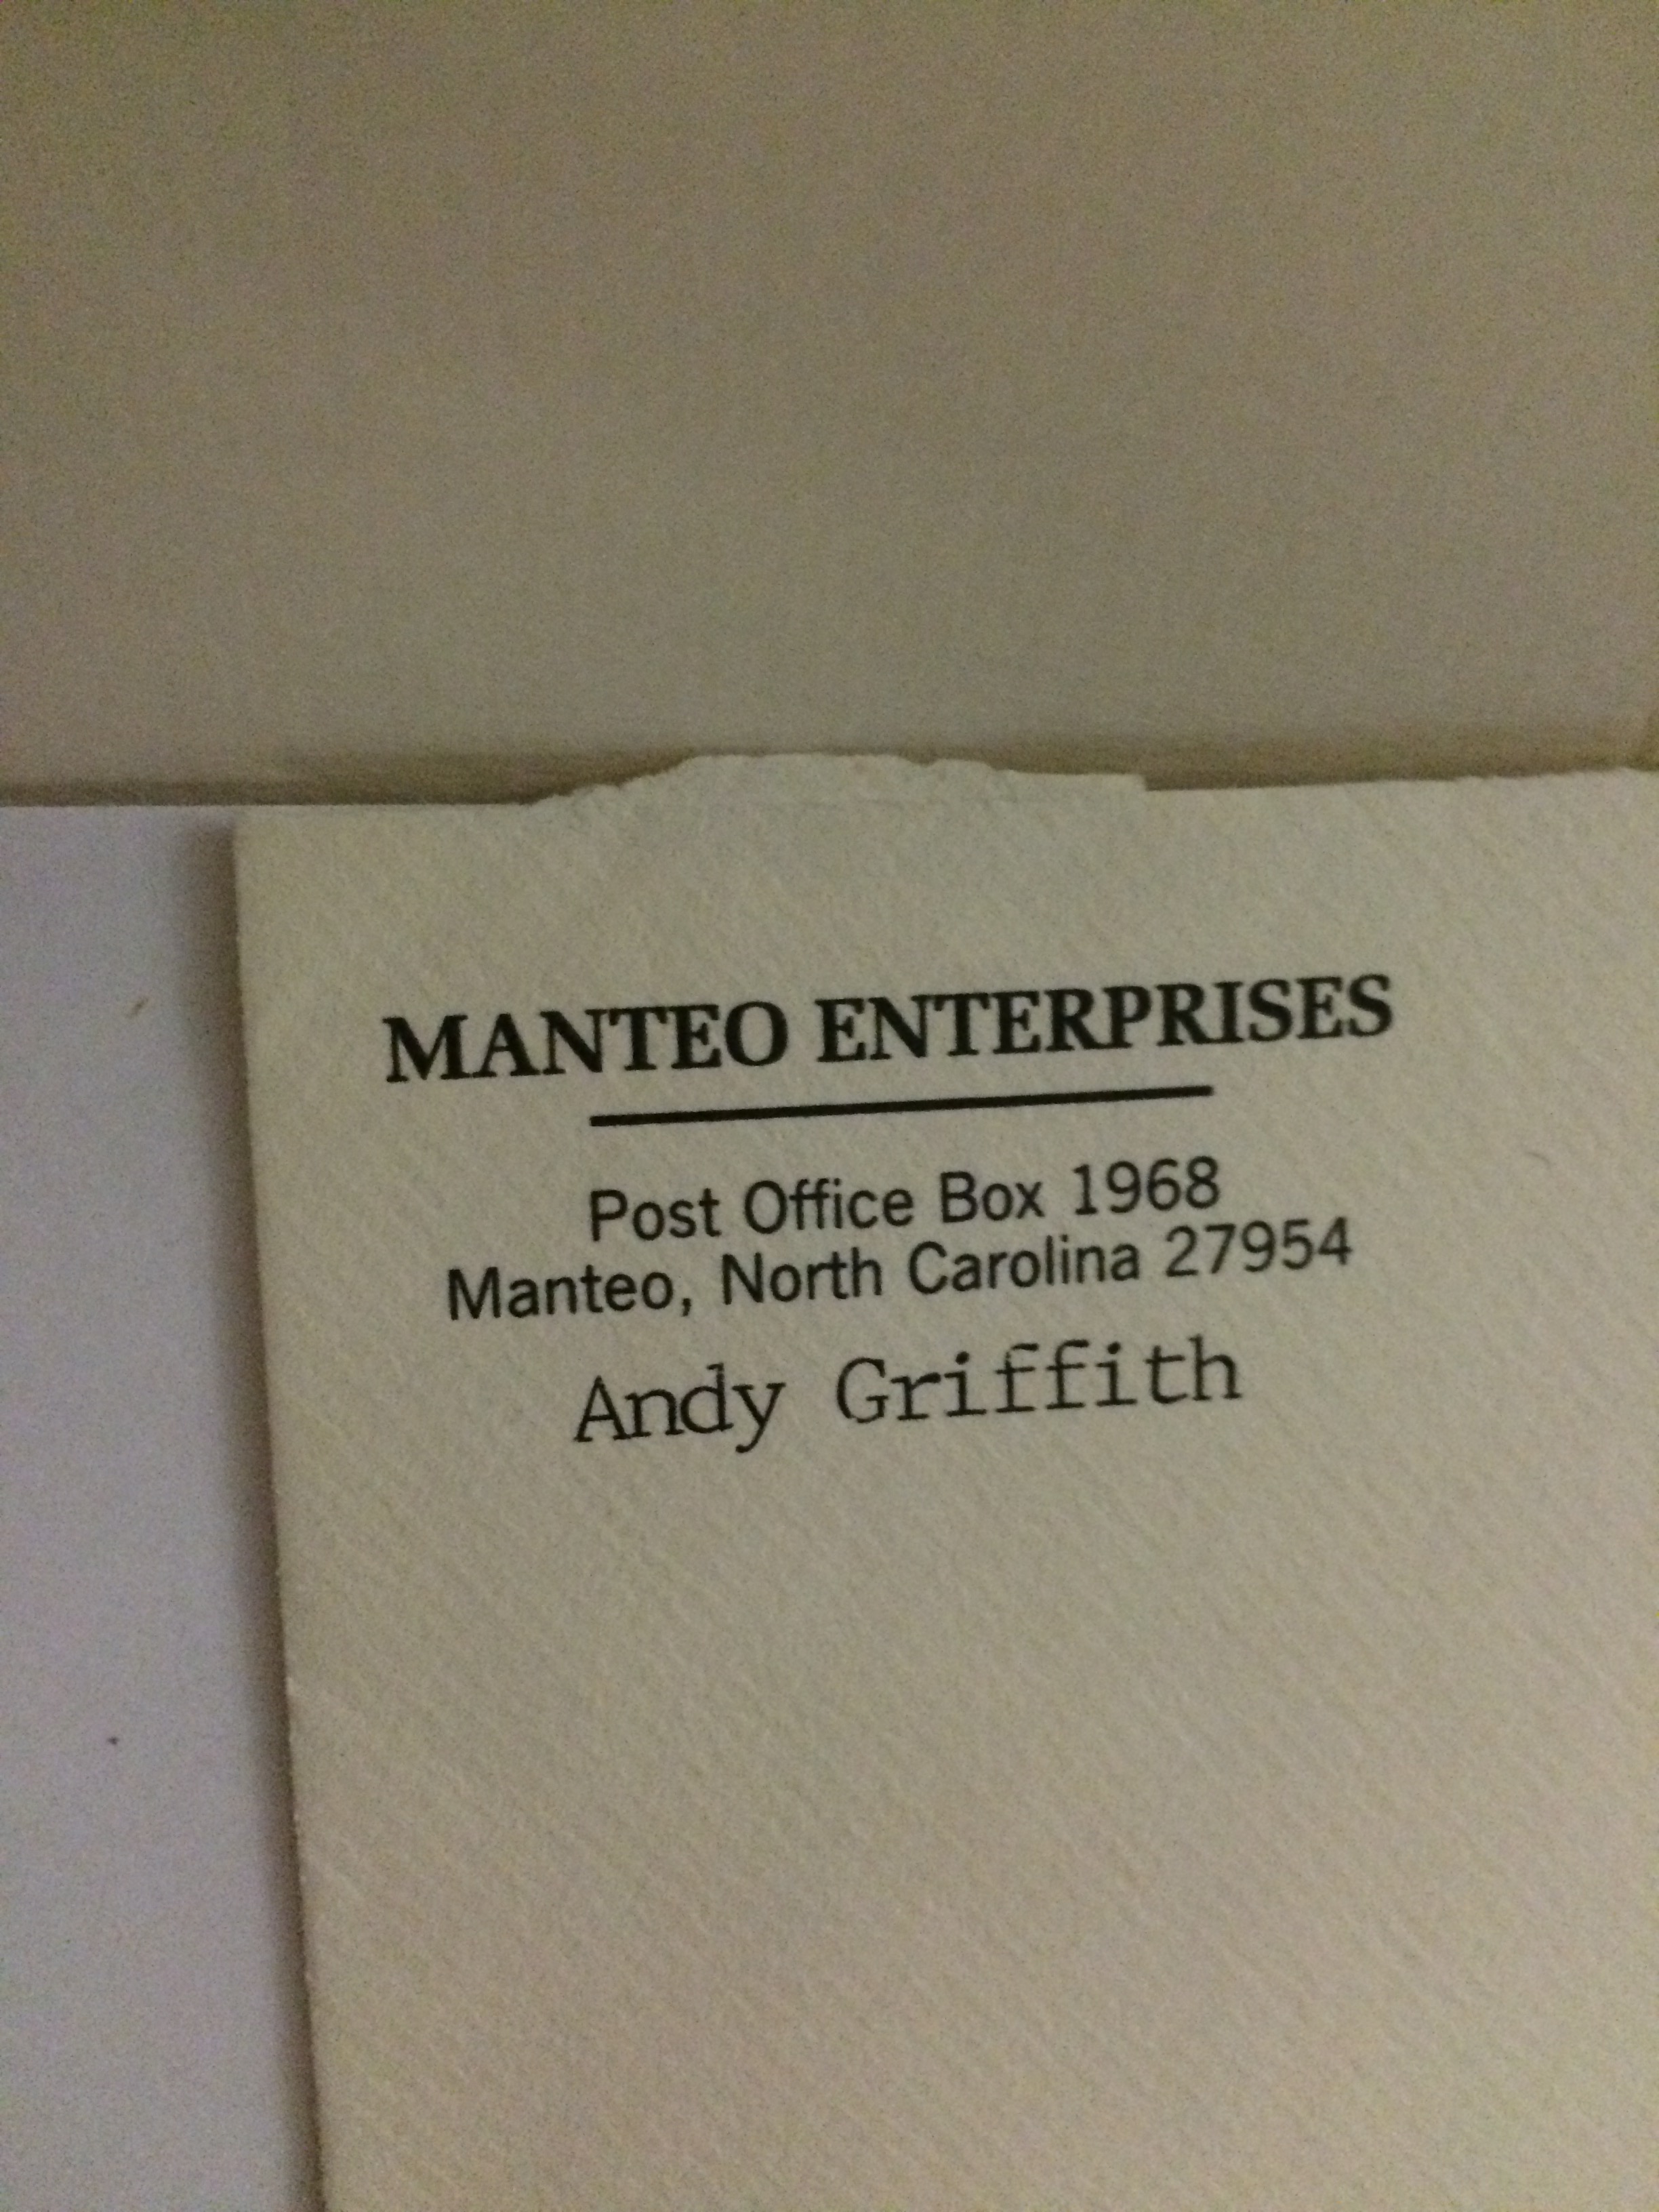 MANTEO ENTERPRISES
Post Office Box 1968
Manteo, North Carolina 27954
Andy Griffith